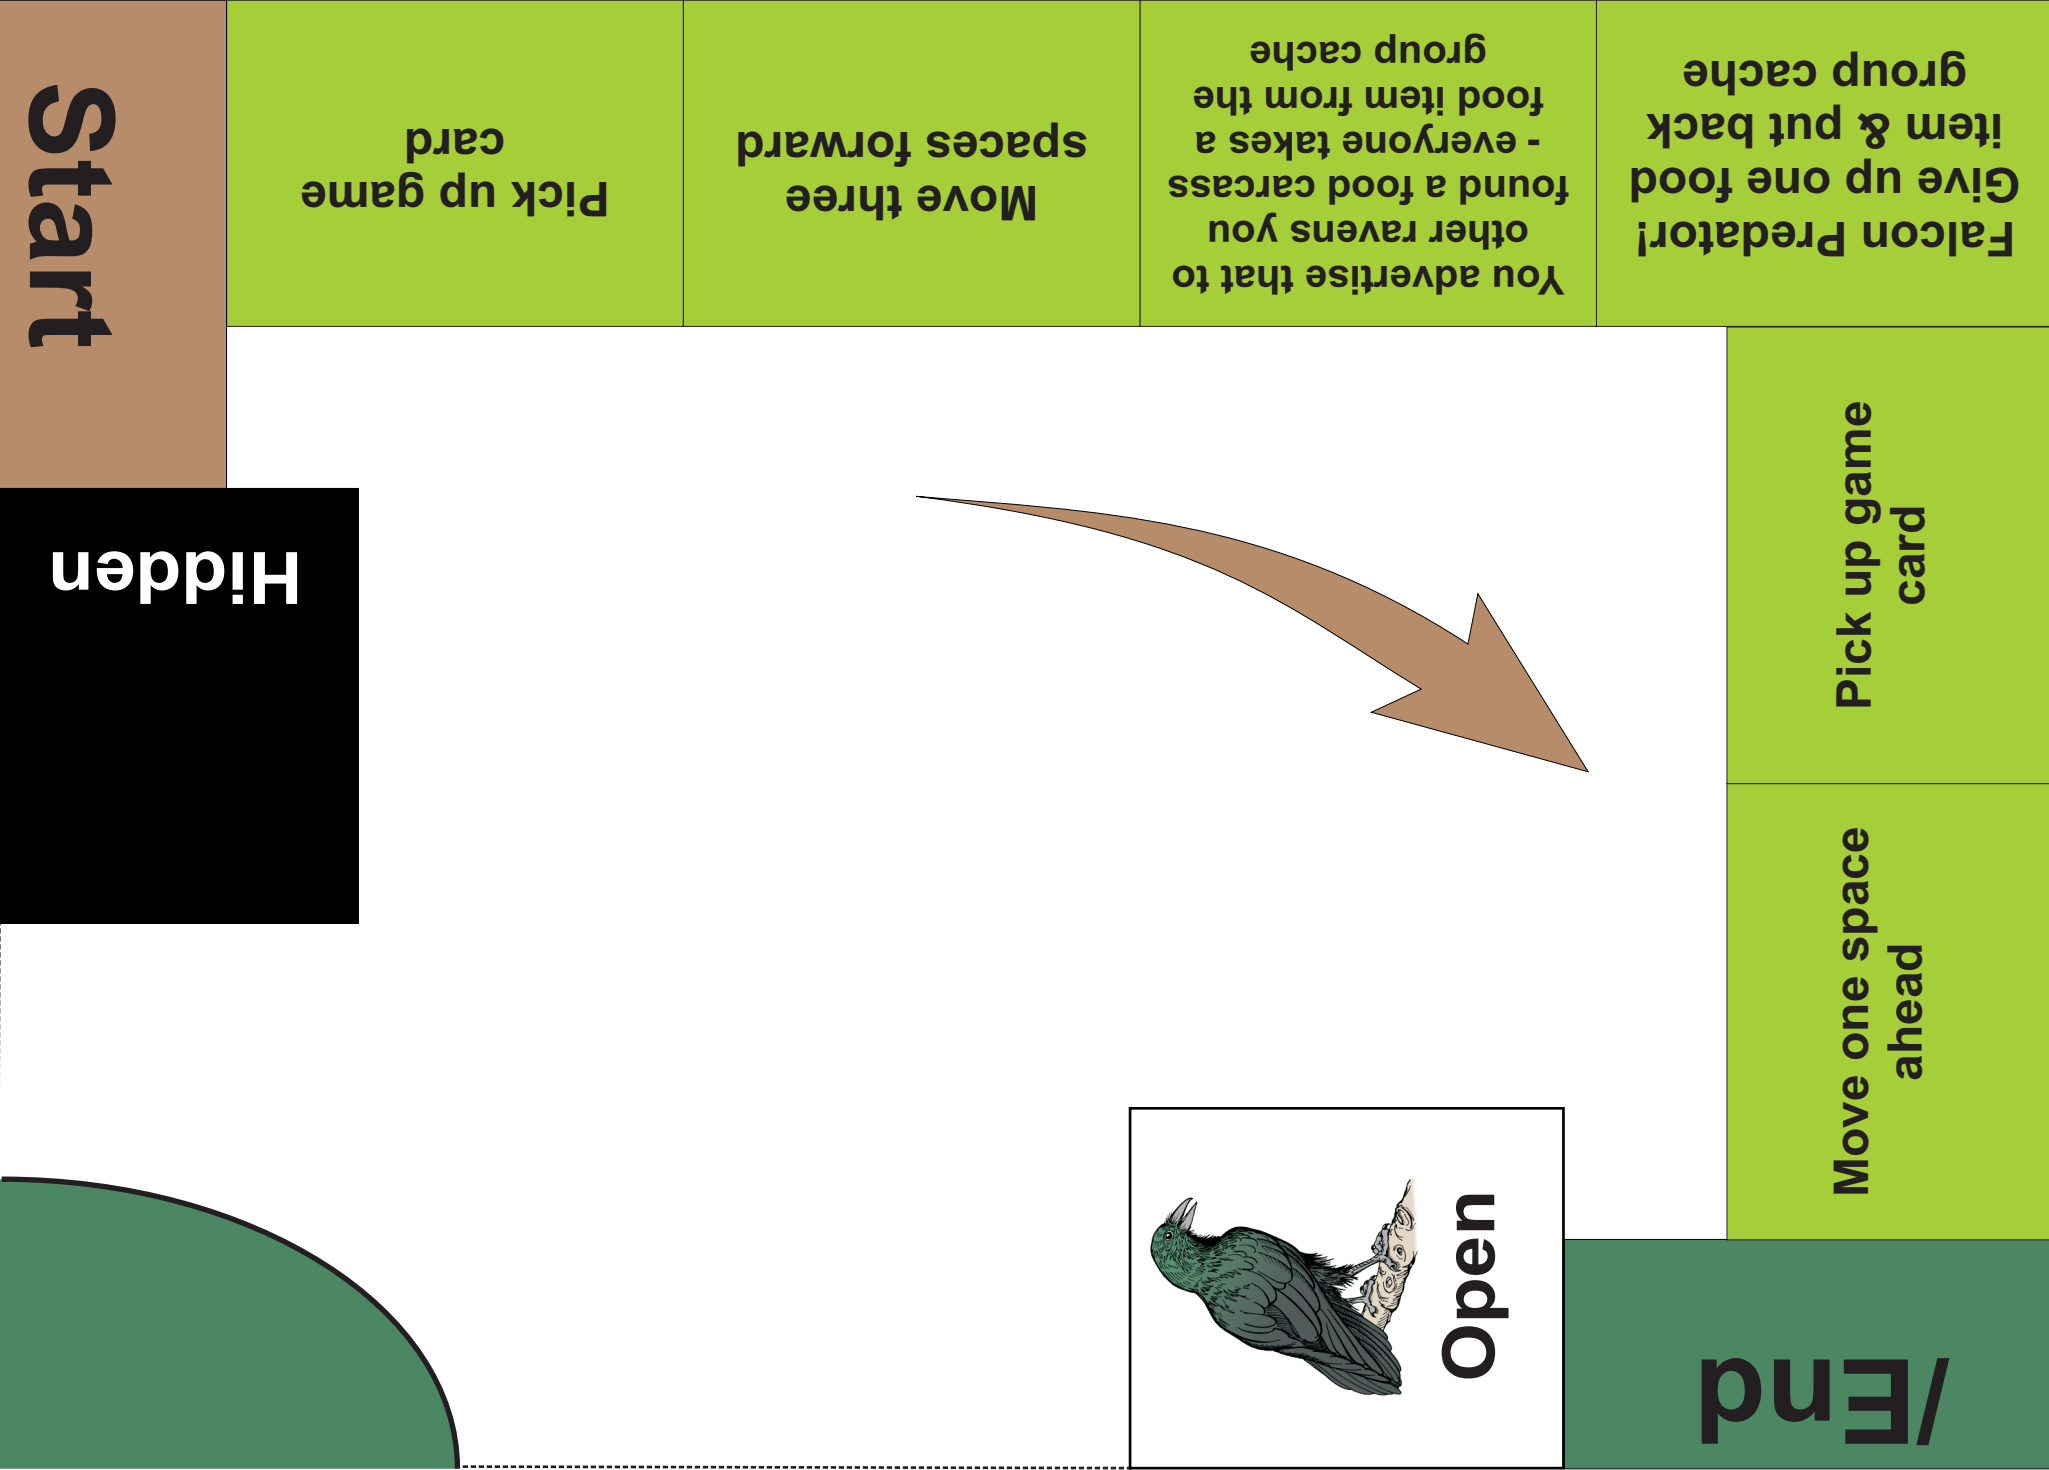 Start
Pick up game
card
Move three
spaces forward
You advertise that to
other ravens you
found a food carcass
- everyone takes a
food item from the
group cache
Falcon Predator!
Give up one food
item & put back
group cache
Pick up game
card
Move one space
ahead
Hidden
Open
/End